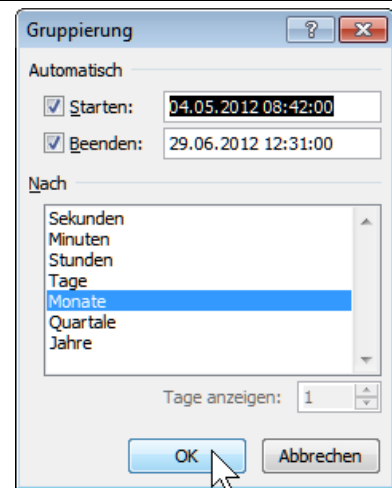 Gruppierung
Automatisch
Starten: 04.05.2012 08:42:00
Beenden: 29.06.2012 12:31:00
Nach
Sekunden
Minuten
Stunden
Tage
Monate
Quartale
Jahre
Tage anzeigen: 1
OK Abbrechen